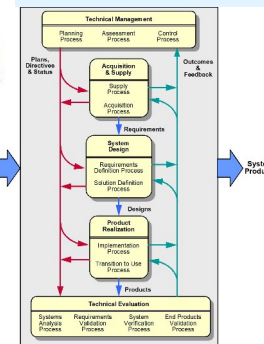 Technical Management
Planning Process
Assessment Process
Control Process
Plans, Directives & Status
Outcomes & Feedback
Acquisition & Supply
Supply Process
Acquisition Process
Requirements
System Design
Requirements Definition Process
Solution Definition Process
Designs
Product Realization
Implementation Process
Transition to Use Process
Products
Technical Evaluation
Systems Analysis Process
Requirements Validation Process
System Verification Process
End Products Validation Process